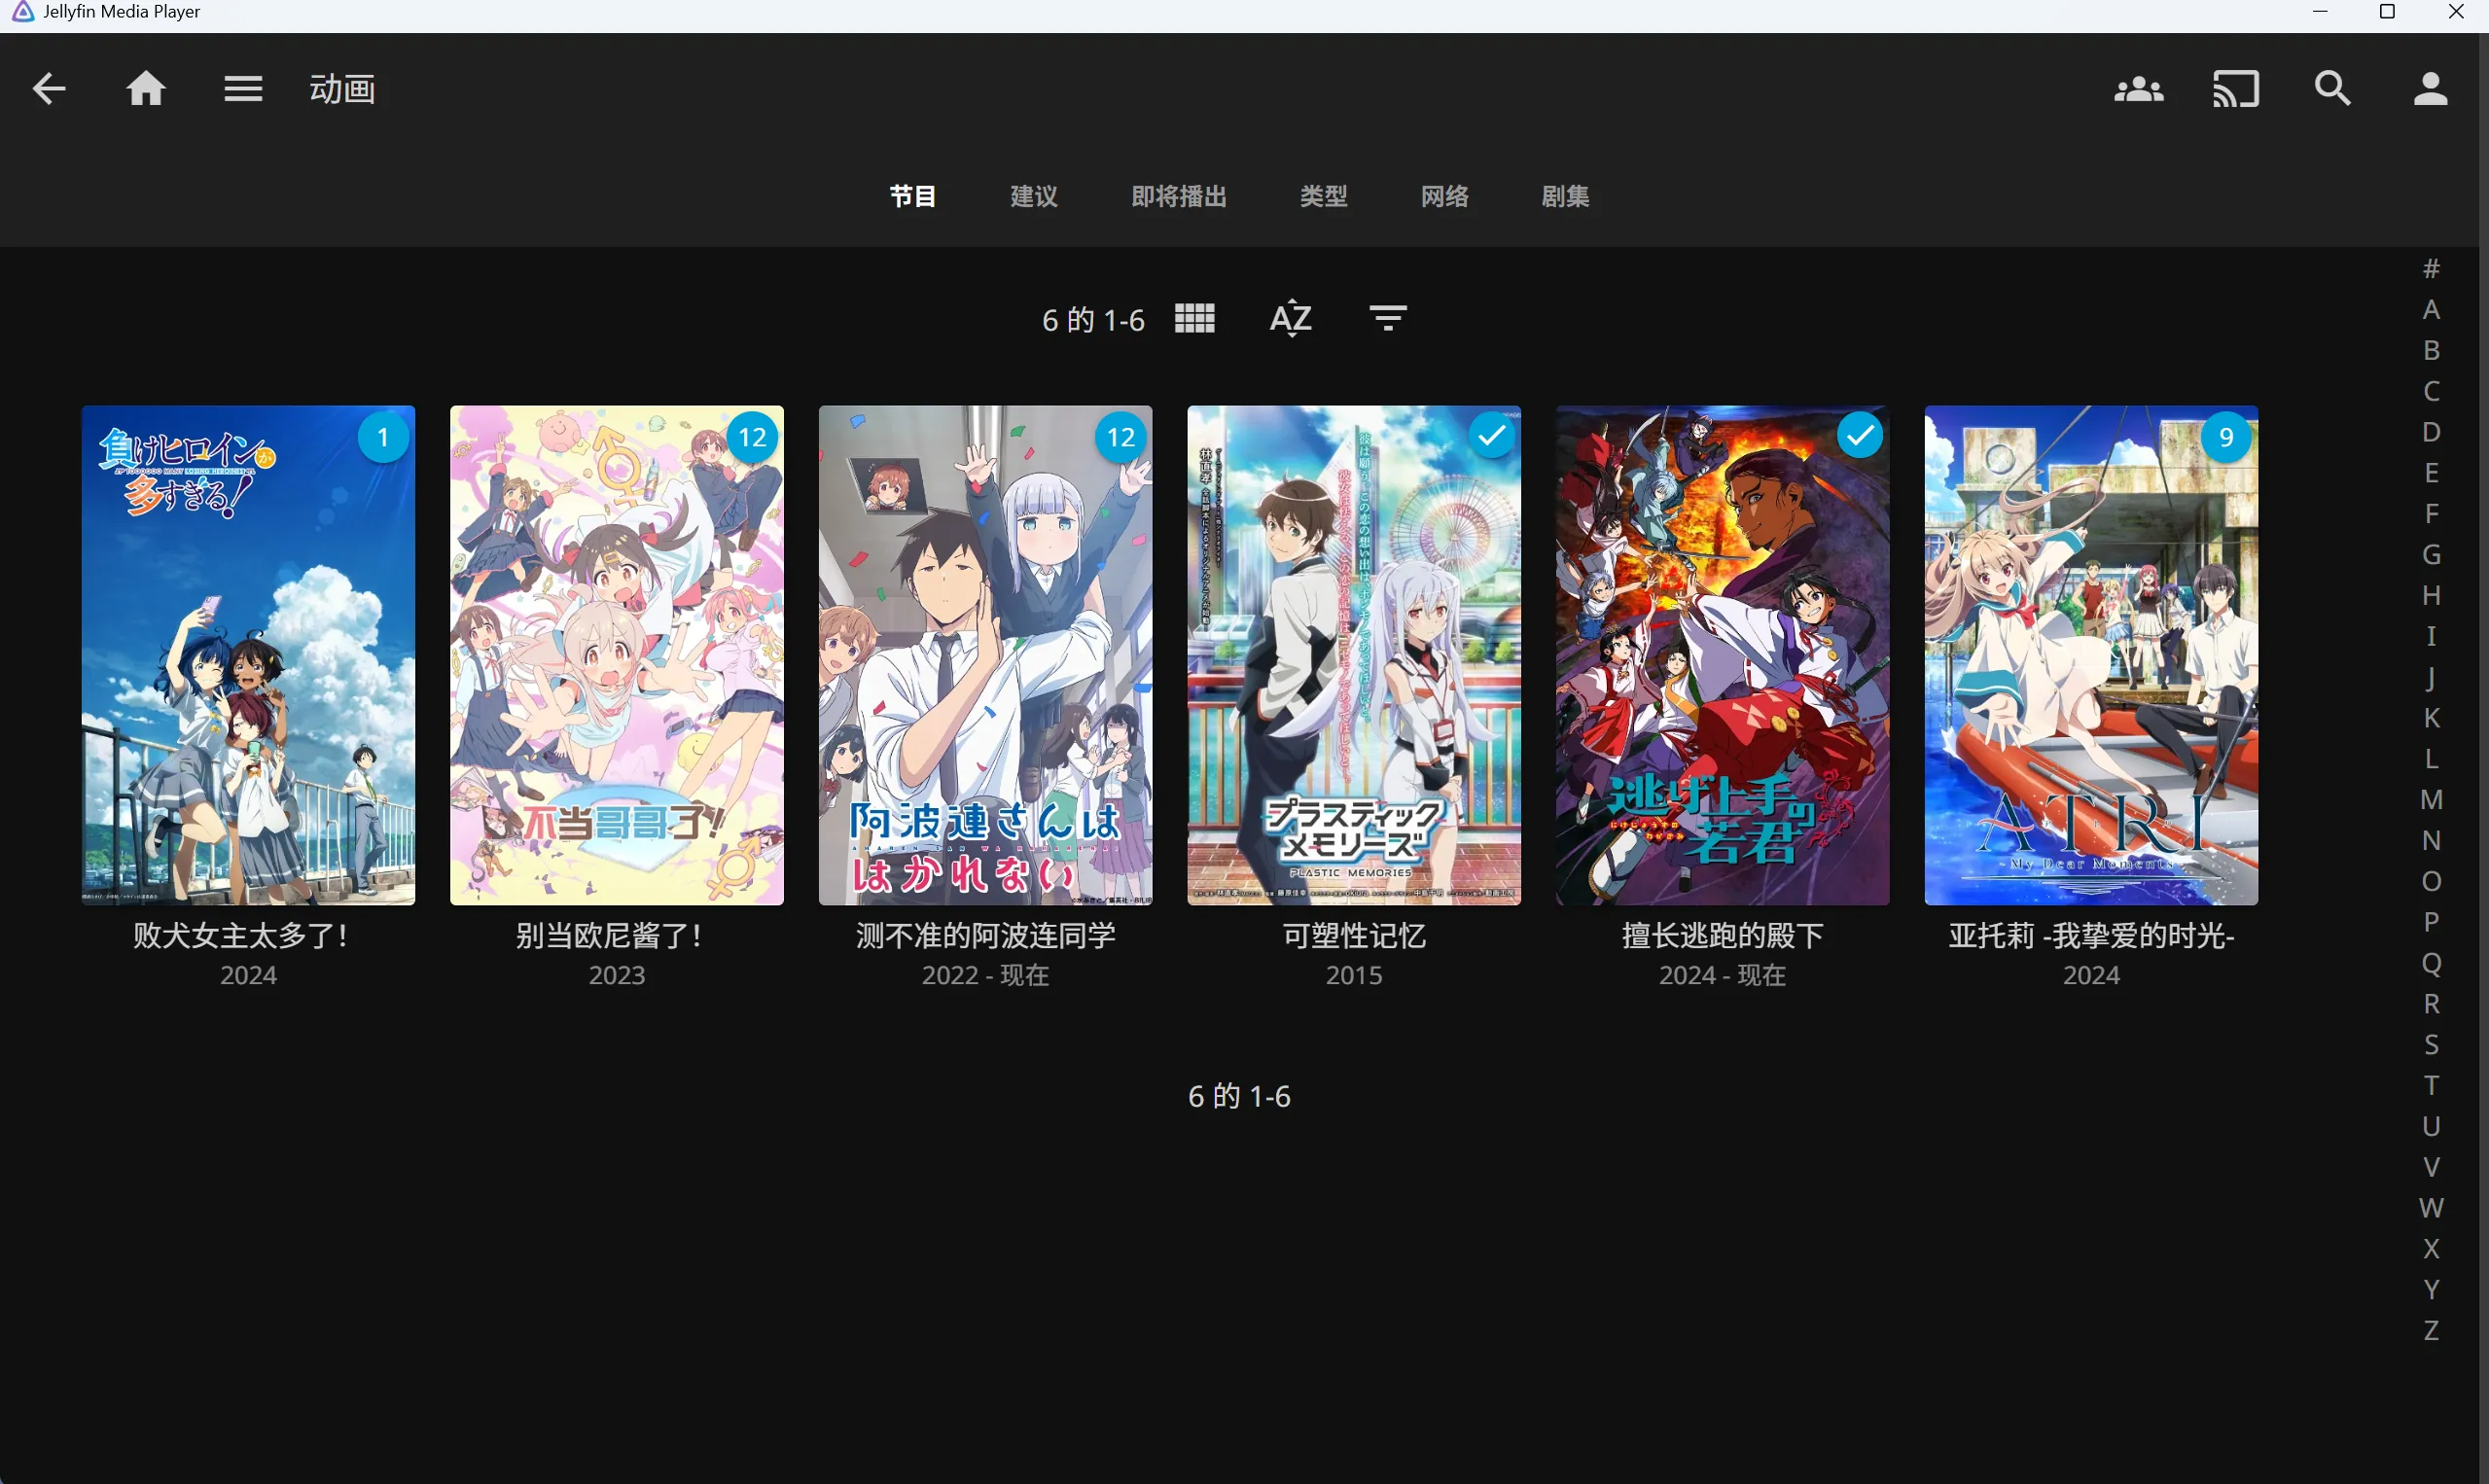 Jellyfin Media Player
动画
节目 建议 即将播出 类型 网络 剧集
6 的 1-6 AZ
#
A
B
C
D
E
F
G
H
I
J
K
L
M
N
O
P
Q
R
S
T
U
V
W
X
Y
Z
負けヒロインが
多すぎる!
1
败犬女主太多了!
2024
12
不当哥哥了!
别当欧尼酱了!
2023
12
阿波連さんは
はかれない
测不准的阿波连同学
2022 - 现在
プラスティック
メモリーズ
PLASTIC MEMORIES
可塑性记忆
2015
逃げ上手の
若君
擅长逃跑的殿下
2024 - 现在
9
ATRI
-My Dear Moments-
亚托莉 -我挚爱的时光-
2024
6 的 1-6